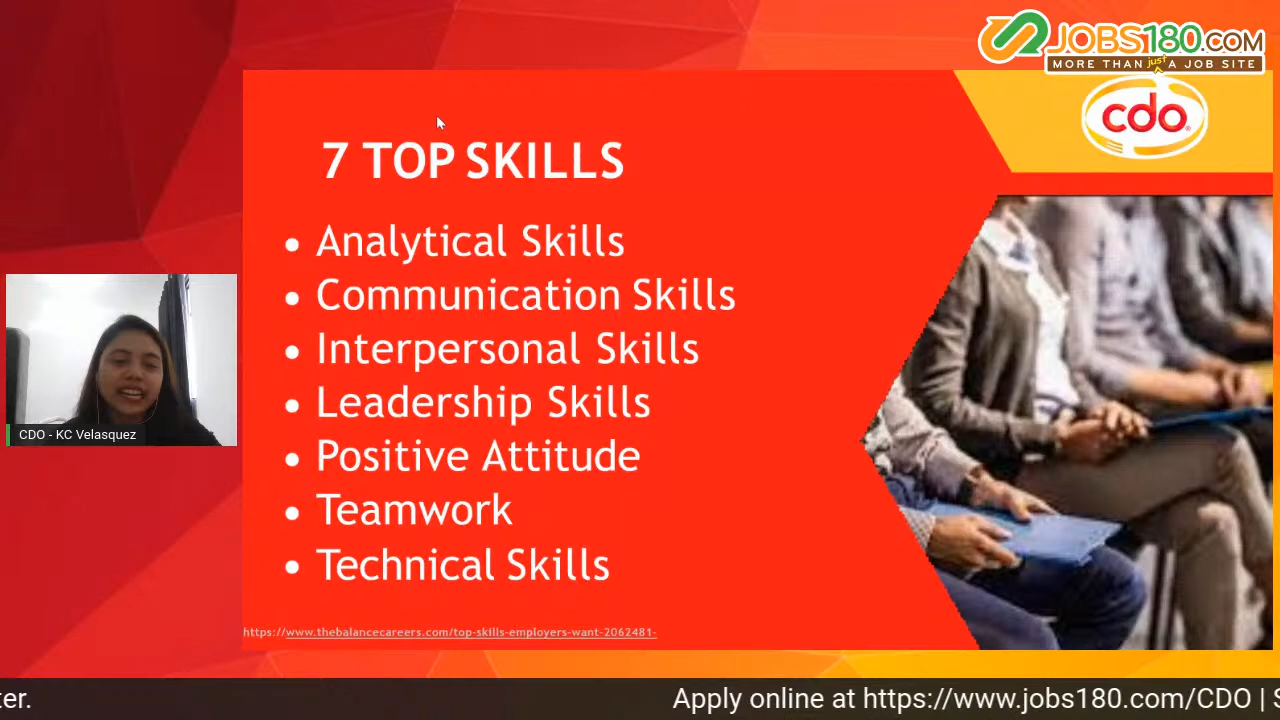 JOBS180.COM
MORE THAN just A JOB SITE
cdo
7 TOP SKILLS
• Analytical Skills
• Communication Skills
• Interpersonal Skills
• Leadership Skills
• Positive Attitude
• Teamwork
• Technical Skills
CDO - KC Velasquez
https://www.thebalancecareers.com/top-skills-employers-want-2062481-
ter. Apply online at https://www.jobs180.com/CDO | S